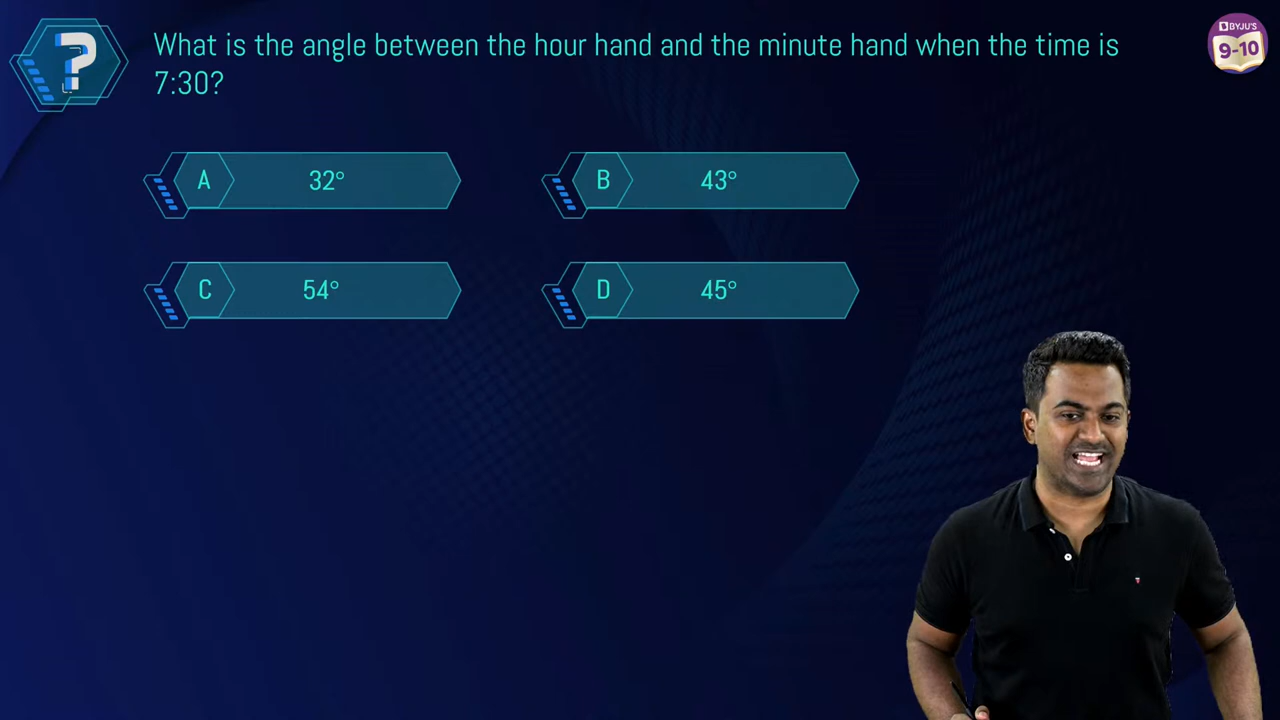 ?
What is the angle between the hour hand and the minute hand when the time is
7:30?
BYJU'S
9-10
A 32°
B 43°
C 54°
D 45°